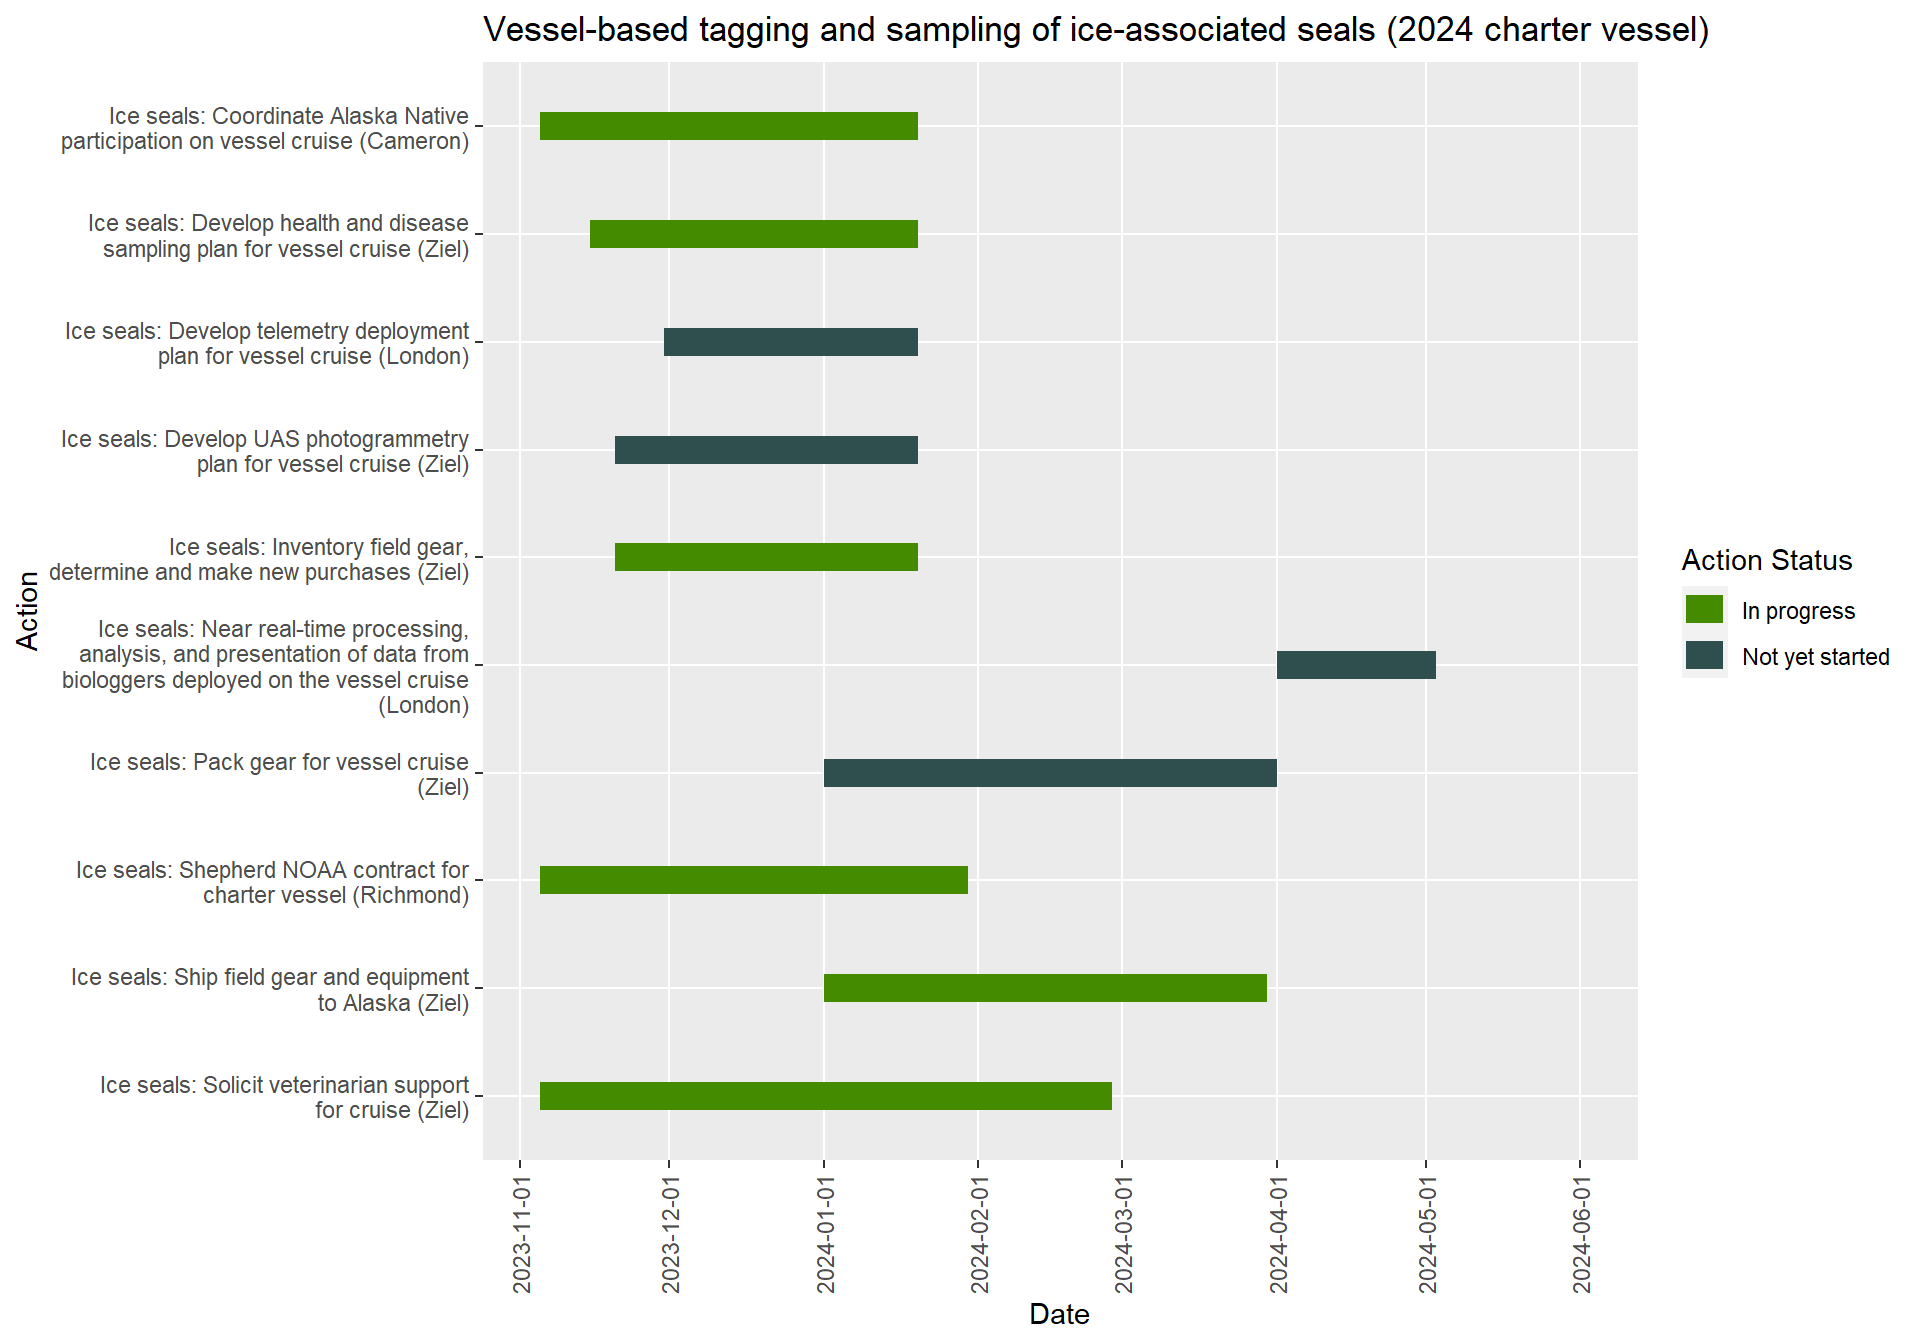 Vessel-based tagging and sampling of ice-associated seals (2024 charter vessel)
Ice seals: Coordinate Alaska Native
participation on vessel cruise (Cameron)
Ice seals: Develop health and disease
sampling plan for vessel cruise (Ziel)
Ice seals: Develop telemetry deployment
plan for vessel cruise (London)
Ice seals: Develop UAS photogrammetry
plan for vessel cruise (Ziel)
Ice seals: Inventory field gear,
determine and make new purchases (Ziel)
Ice seals: Near real-time processing,
analysis, and presentation of data from
biologgers deployed on the vessel cruise
(London)
Ice seals: Pack gear for vessel cruise
(Ziel)
Ice seals: Shepherd NOAA contract for
charter vessel (Richmond)
Ice seals: Ship field gear and equipment
to Alaska (Ziel)
Ice seals: Solicit veterinarian support
for cruise (Ziel)
Action
2023-11-01
2023-12-01
2024-01-01
2024-02-01
2024-03-01
2024-04-01
2024-05-01
2024-06-01
Date
Action Status
In progress
Not yet started